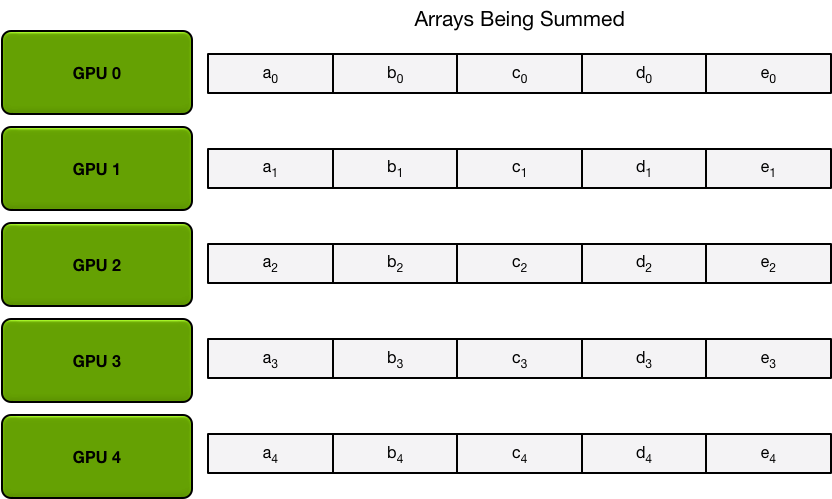 Arrays Being Summed
GPU 0 a₀ b₀ c₀ d₀ e₀
GPU 1 a₁ b₁ c₁ d₁ e₁
GPU 2 a₂ b₂ c₂ d₂ e₂
GPU 3 a₃ b₃ c₃ d₃ e₃
GPU 4 a₄ b₄ c₄ d₄ e₄